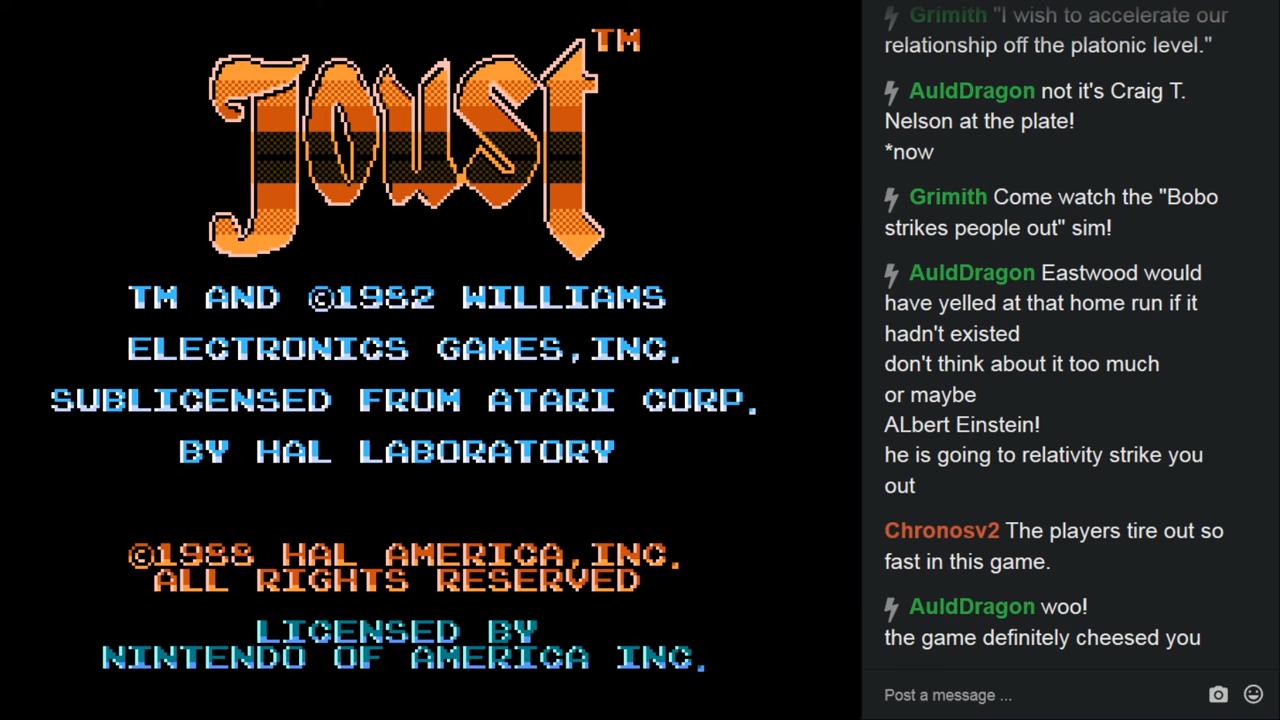 Joust TM
TM AND ©1982 WILLIAMS
ELECTRONICS GAMES,INC.
SUBLICENSED FROM ATARI CORP.
BY HAL LABORATORY
©1988 HAL AMERICA,INC.
ALL RIGHTS RESERVED
LICENSED BY
NINTENDO OF AMERICA INC.
Grimith "I wish to accelerate our
relationship off the platonic level."
AuldDragon not it's Craig T.
Nelson at the plate!
*now
Grimith Come watch the "Bobo
strikes people out" sim!
AuldDragon Eastwood would
have yelled at that home run if it
hadn't existed
don't think about it too much
or maybe
ALbert Einstein!
he is going to relativity strike you
out
Chronosv2 The players tire out so
fast in this game.
AuldDragon woo!
the game definitely cheesed you
Post a message ...